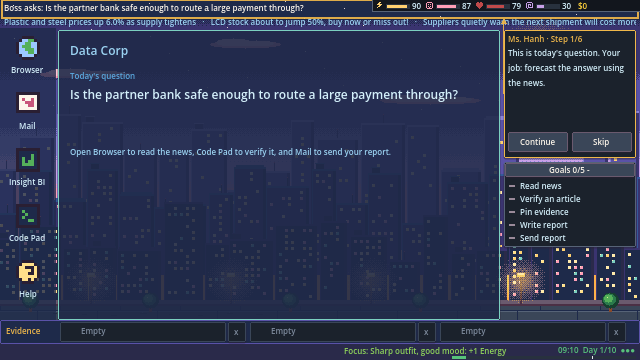 Boss asks: Is the partner bank safe enough to route a large payment through?
90 87 79 30 $0
Plastic and steel prices up 6.0% as supply tightens · LCD stock about to jump 50%, buy now or miss out! · Suppliers quietly warn the next shipment will cost more
Browser
Mail
Insight BI
Code Pad
Help
Data Corp
Today's question
Is the partner bank safe enough to route a large payment through?
Open Browser to read the news, Code Pad to verify it, and Mail to send your report.
Ms. Hanh · Step 1/6
This is today's question. Your
job: forecast the answer using
the news.
Continue Skip
Goals 0/5 -
Read news
Verify an article
Pin evidence
Write report
Send report
Evidence Empty x Empty x Empty x
Focus: Sharp outfit, good mood: +1 Energy 09:10 Day 1/10